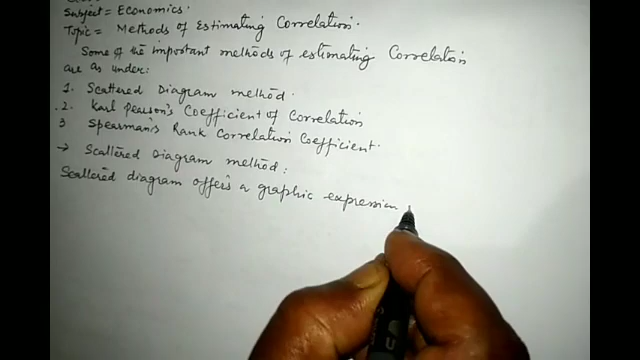 Subject = Economics.
Topic = Methods of Estimating Correlation.
Some of the important methods of estimating Correlation
are as under:
1. Scattered Diagram method.
2. Karl Pearson's Coefficient of Correlation
3 Spearman's Rank Correlation Coefficient.
→ Scattered Diagram method:
Scattered diagram offers a graphic expression